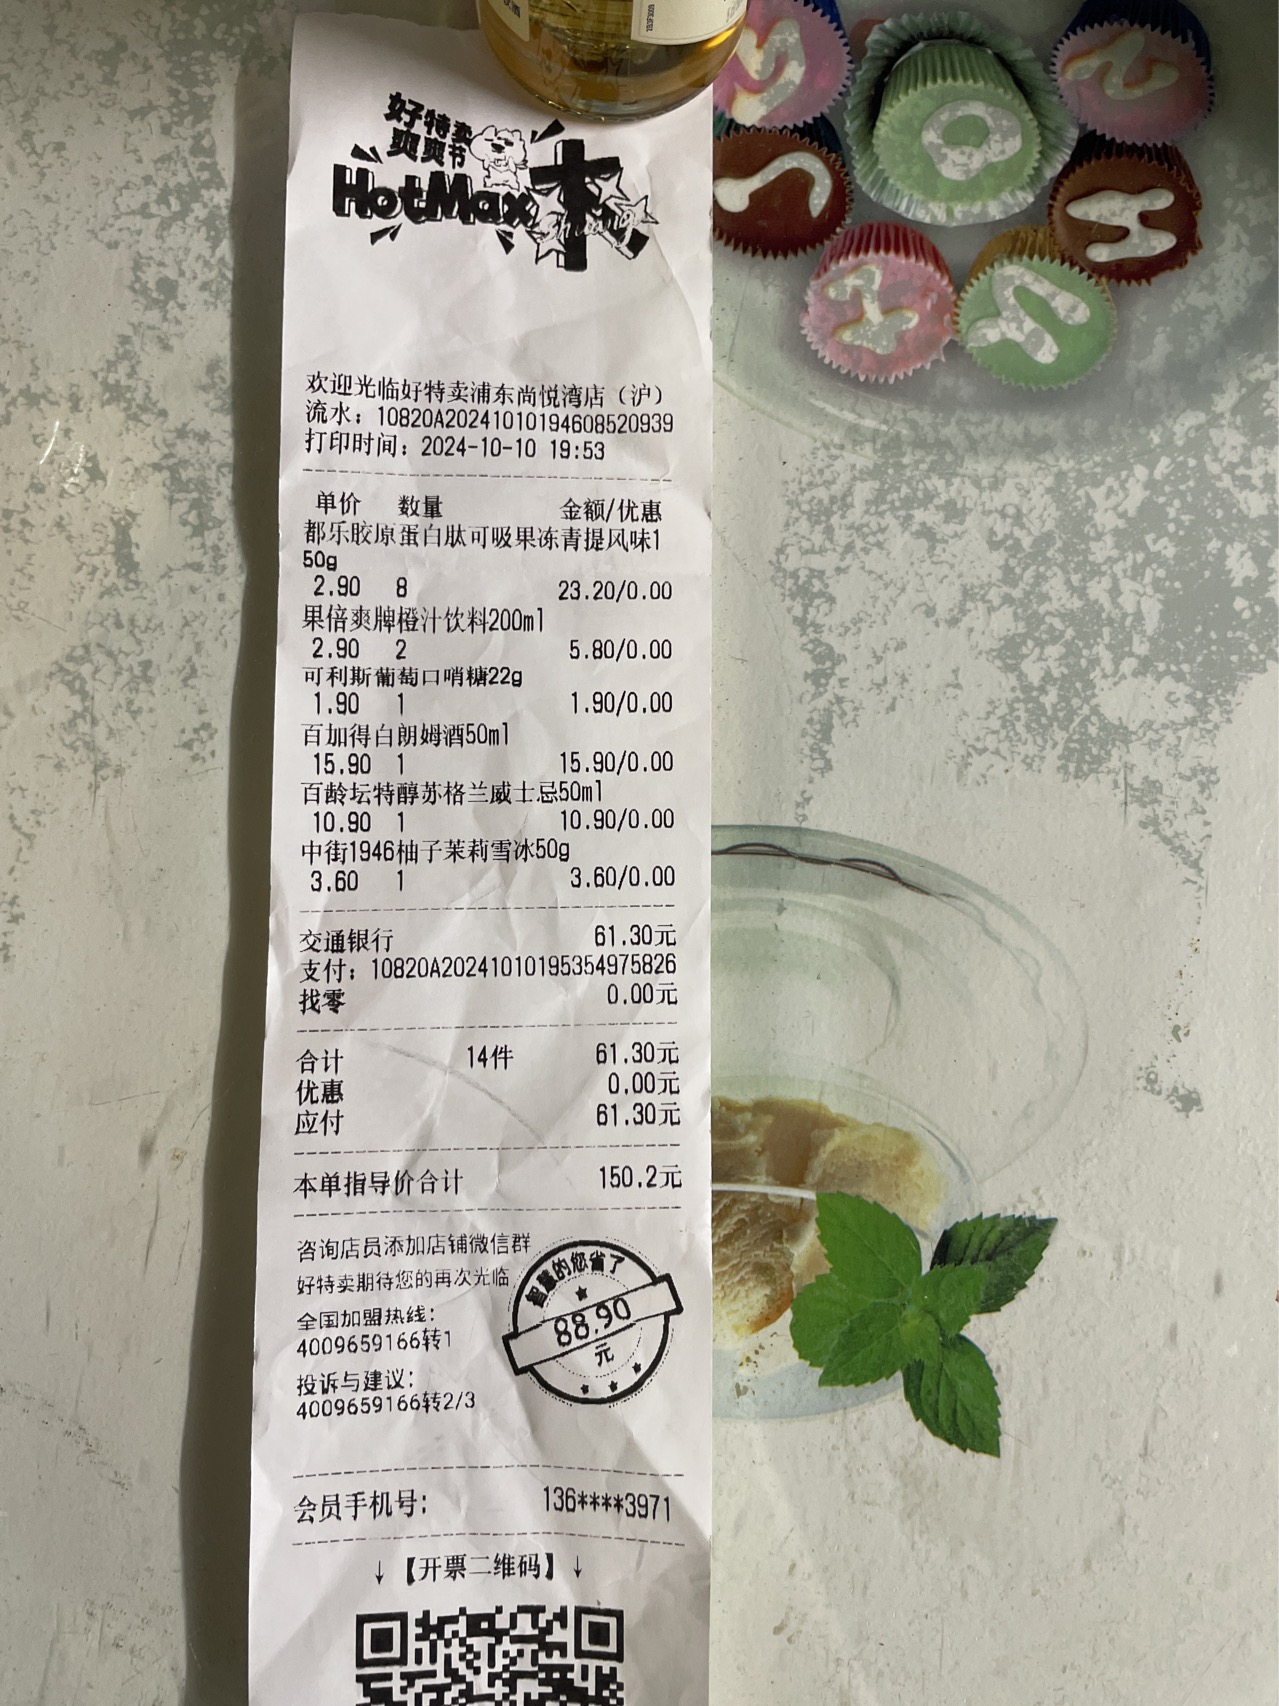 好特卖
爽爽节
HotMaxx
Shuang
欢迎光临好特卖浦东尚悦湾店（沪）
流水：10820A20241010194608520939
打印时间：2024-10-10 19:53
单价 数量 金额/优惠
都乐胶原蛋白肽可吸果冻青提风味1
50g
2.90 8 23.20/0.00
果倍爽牌橙汁饮料200ml
2.90 2 5.80/0.00
可利斯葡萄口哨糖22g
1.90 1 1.90/0.00
百加得白朗姆酒50ml
15.90 1 15.90/0.00
百龄坛特醇苏格兰威士忌50ml
10.90 1 10.90/0.00
中街1946柚子茉莉雪冰50g
3.60 1 3.60/0.00
交通银行 61.30元
支付：10820A20241010195354975826
找零 0.00元
合计 14件 61.30元
优惠 0.00元
应付 61.30元
本单指导价合计 150.2元
咨询店员添加店铺微信群
好特卖期待您的再次光临
全国加盟热线：
4009659166转1
投诉与建议：
4009659166转2/3
智慧的您省了
88.90
元
会员手机号： 136****3971
↓【开票二维码】↓